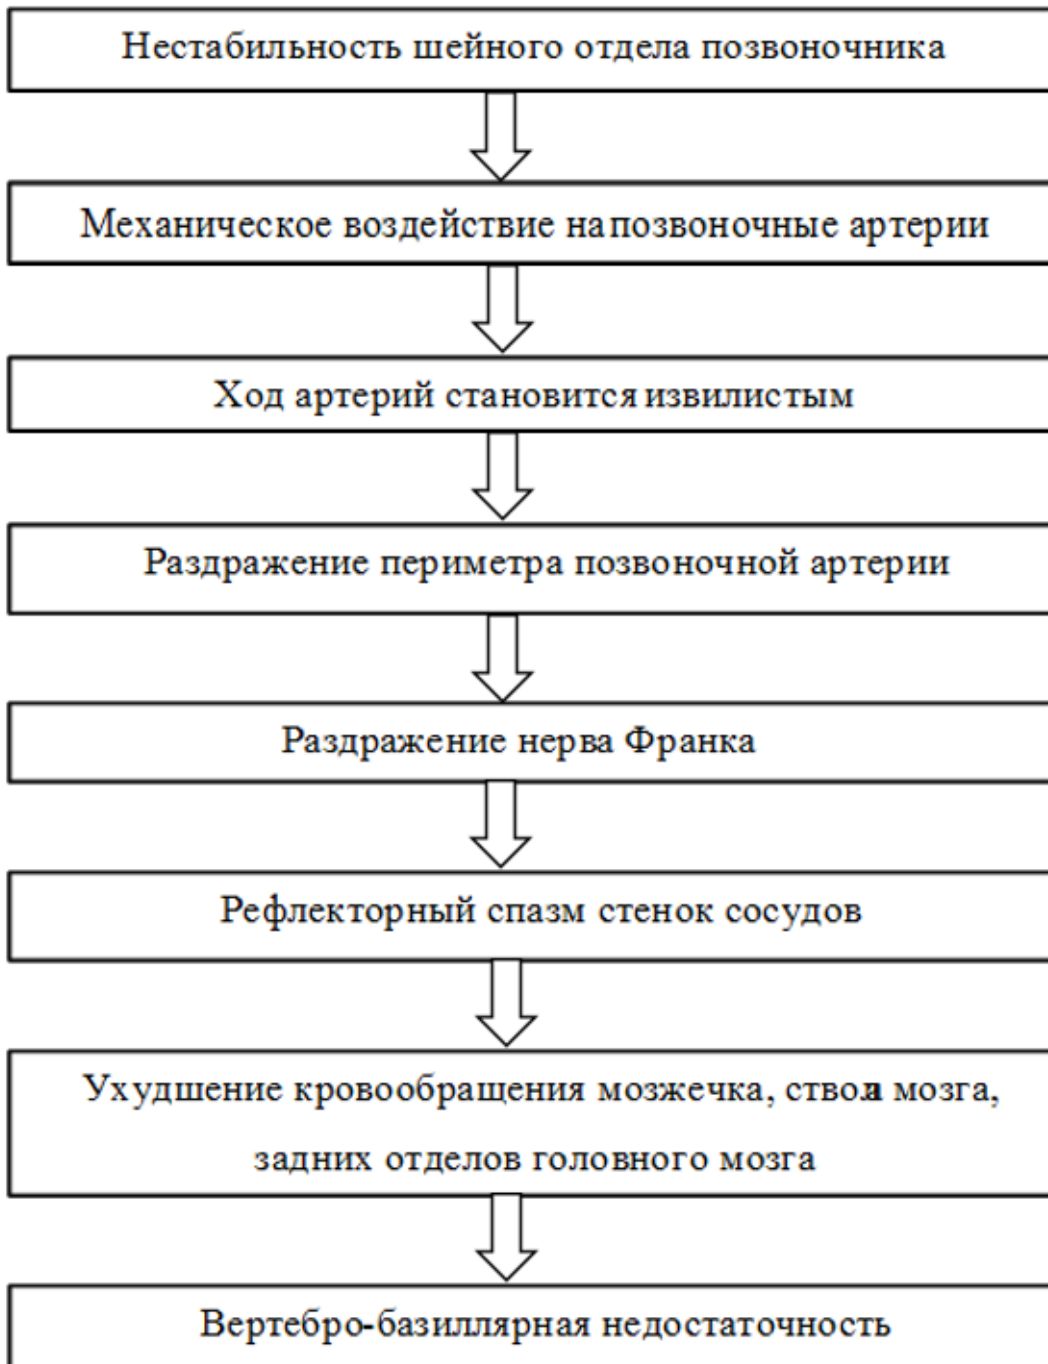 Нестабильность шейного отдела позвоночника
Механическое воздействие на позвоночные артерии
Ход артерий становится извилистым
Раздражение периметра позвоночной артерии
Раздражение нерва Франка
Рефлекторный спазм стенок сосудов
Ухудшение кровообращения мозжечка, ствола мозга,
задних отделов головного мозга
Вертебро-базиллярная недостаточность